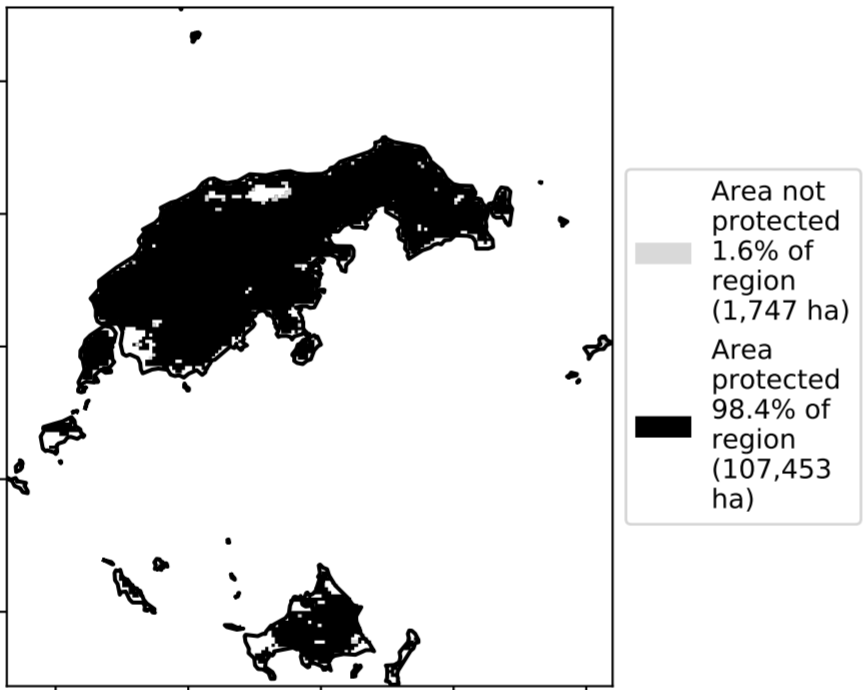 Area not
protected
1.6% of
region
(1,747 ha)
Area
protected
98.4% of
region
(107,453
ha)